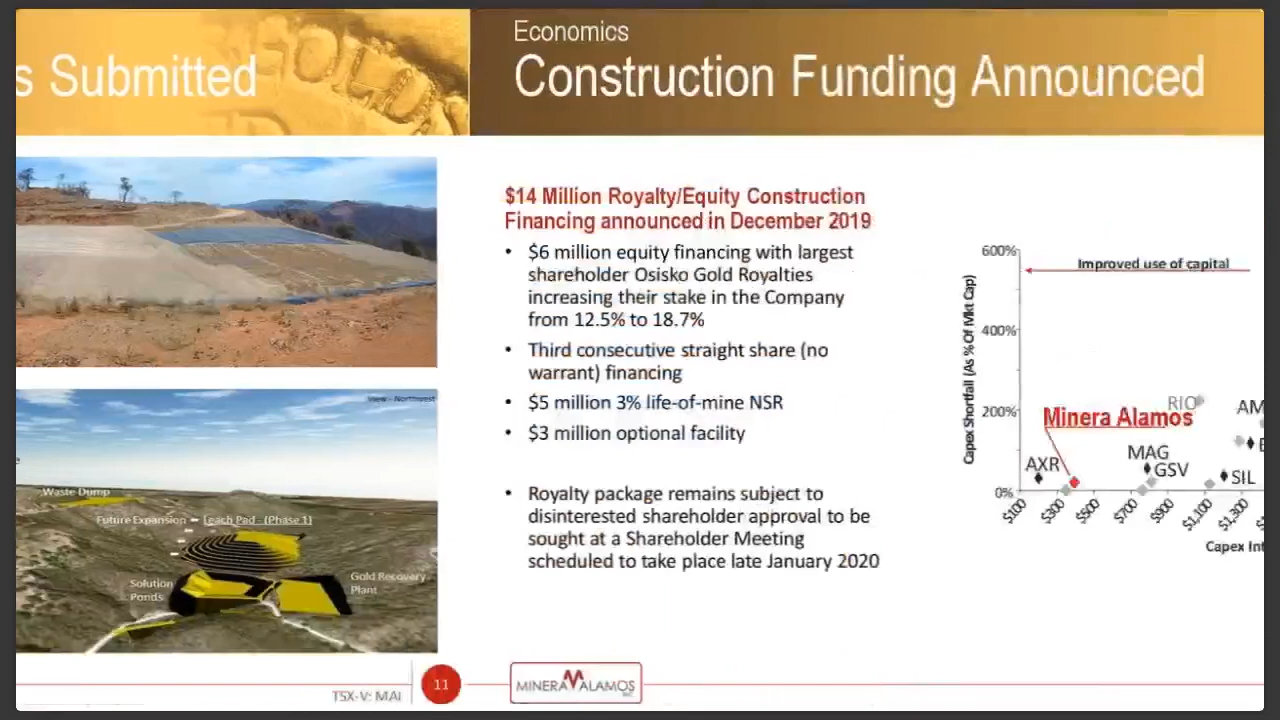 s Submitted
View - Northwest
Waste Dump
Future Expansion
Leach Pad - (Phase 1)
Solution
Ponds
Gold Recovery
Plant
TSX-V: MAI
11
Economics
Construction Funding Announced
$14 Million Royalty/Equity Construction
Financing announced in December 2019
• $6 million equity financing with largest
shareholder Osisko Gold Royalties
increasing their stake in the Company
from 12.5% to 18.7%
• Third consecutive straight share (no
warrant) financing
• $5 million 3% life-of-mine NSR
• $3 million optional facility
• Royalty package remains subject to
disinterested shareholder approval to be
sought at a Shareholder Meeting
scheduled to take place late January 2020
MINERA ALAMOS
INC.
Capex Shortfall (As % Of Mkt Cap)
600%
400%
200%
0%
Improved use of capital
RIO
AM
Minera Alamos
MAG
AXR
GSV
SIL
$100
$300
$500
$700
$900
$1,100
$1,300
Capex Int